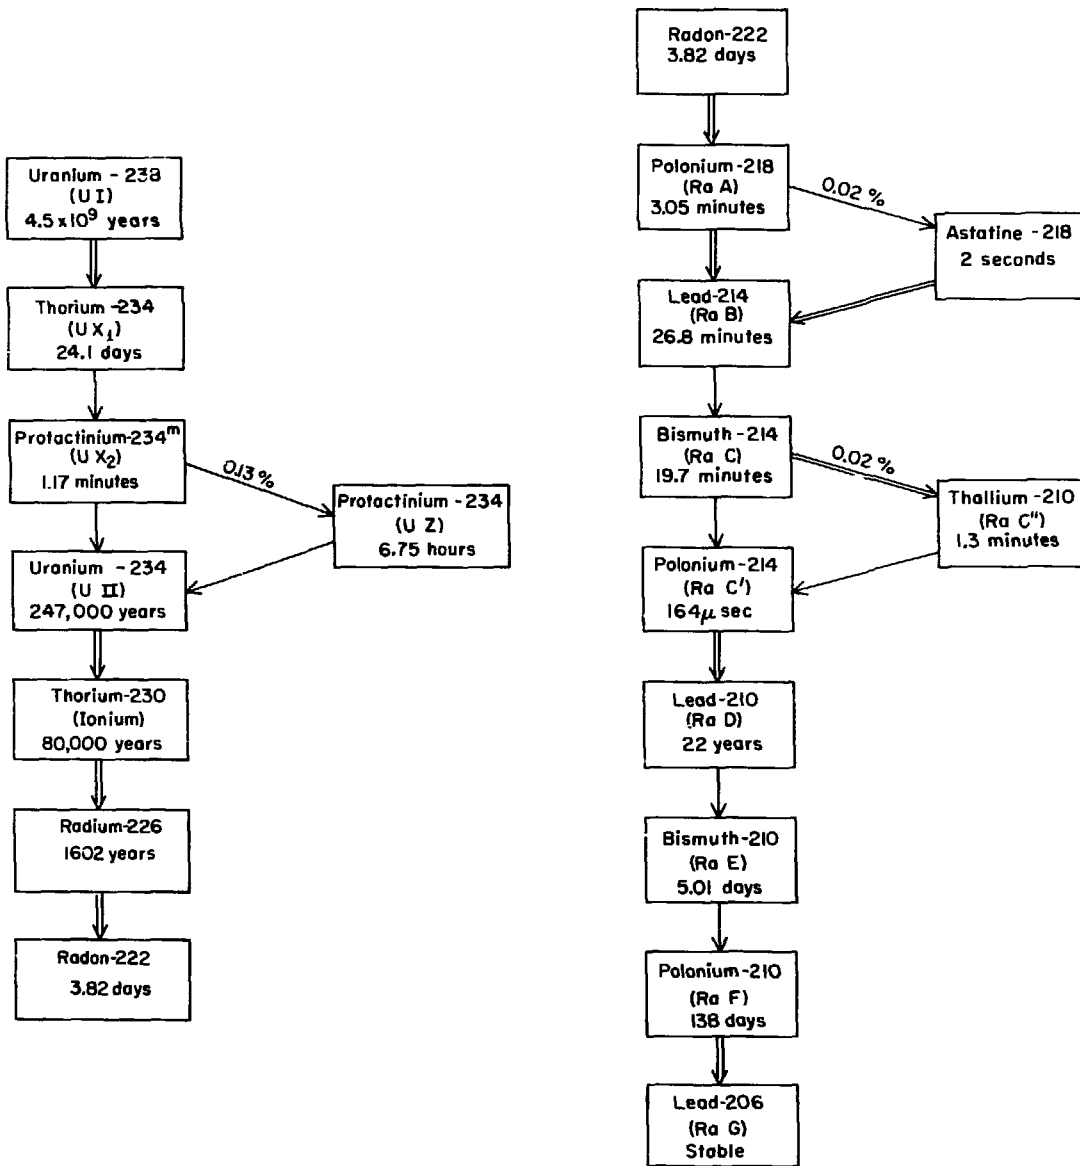 Uranium - 238
(U I)
4.5 x 10⁹ years
Thorium -234
(U X₁)
24.1 days
Protactinium-234ᵐ
(U X₂)
1.17 minutes
0.13 %
Protactinium -234
(U Z)
6.75 hours
Uranium -234
(U II)
247,000 years
Thorium-230
(Ionium)
80,000 years
Radium-226
1602 years
Radon-222
3.82 days
Radon-222
3.82 days
Polonium -218
(Ra A)
3.05 minutes
0.02 %
Astatine -218
2 seconds
Lead-214
(Ra B)
26.8 minutes
Bismuth -214
(Ra C)
19.7 minutes
0.02 %
Thallium -210
(Ra C")
1.3 minutes
Polonium -214
(Ra C')
164μ sec
Lead-210
(Ra D)
22 years
Bismuth-210
(Ra E)
5.01 days
Polonium -210
(Ra F)
138 days
Lead-206
(Ra G)
Stable